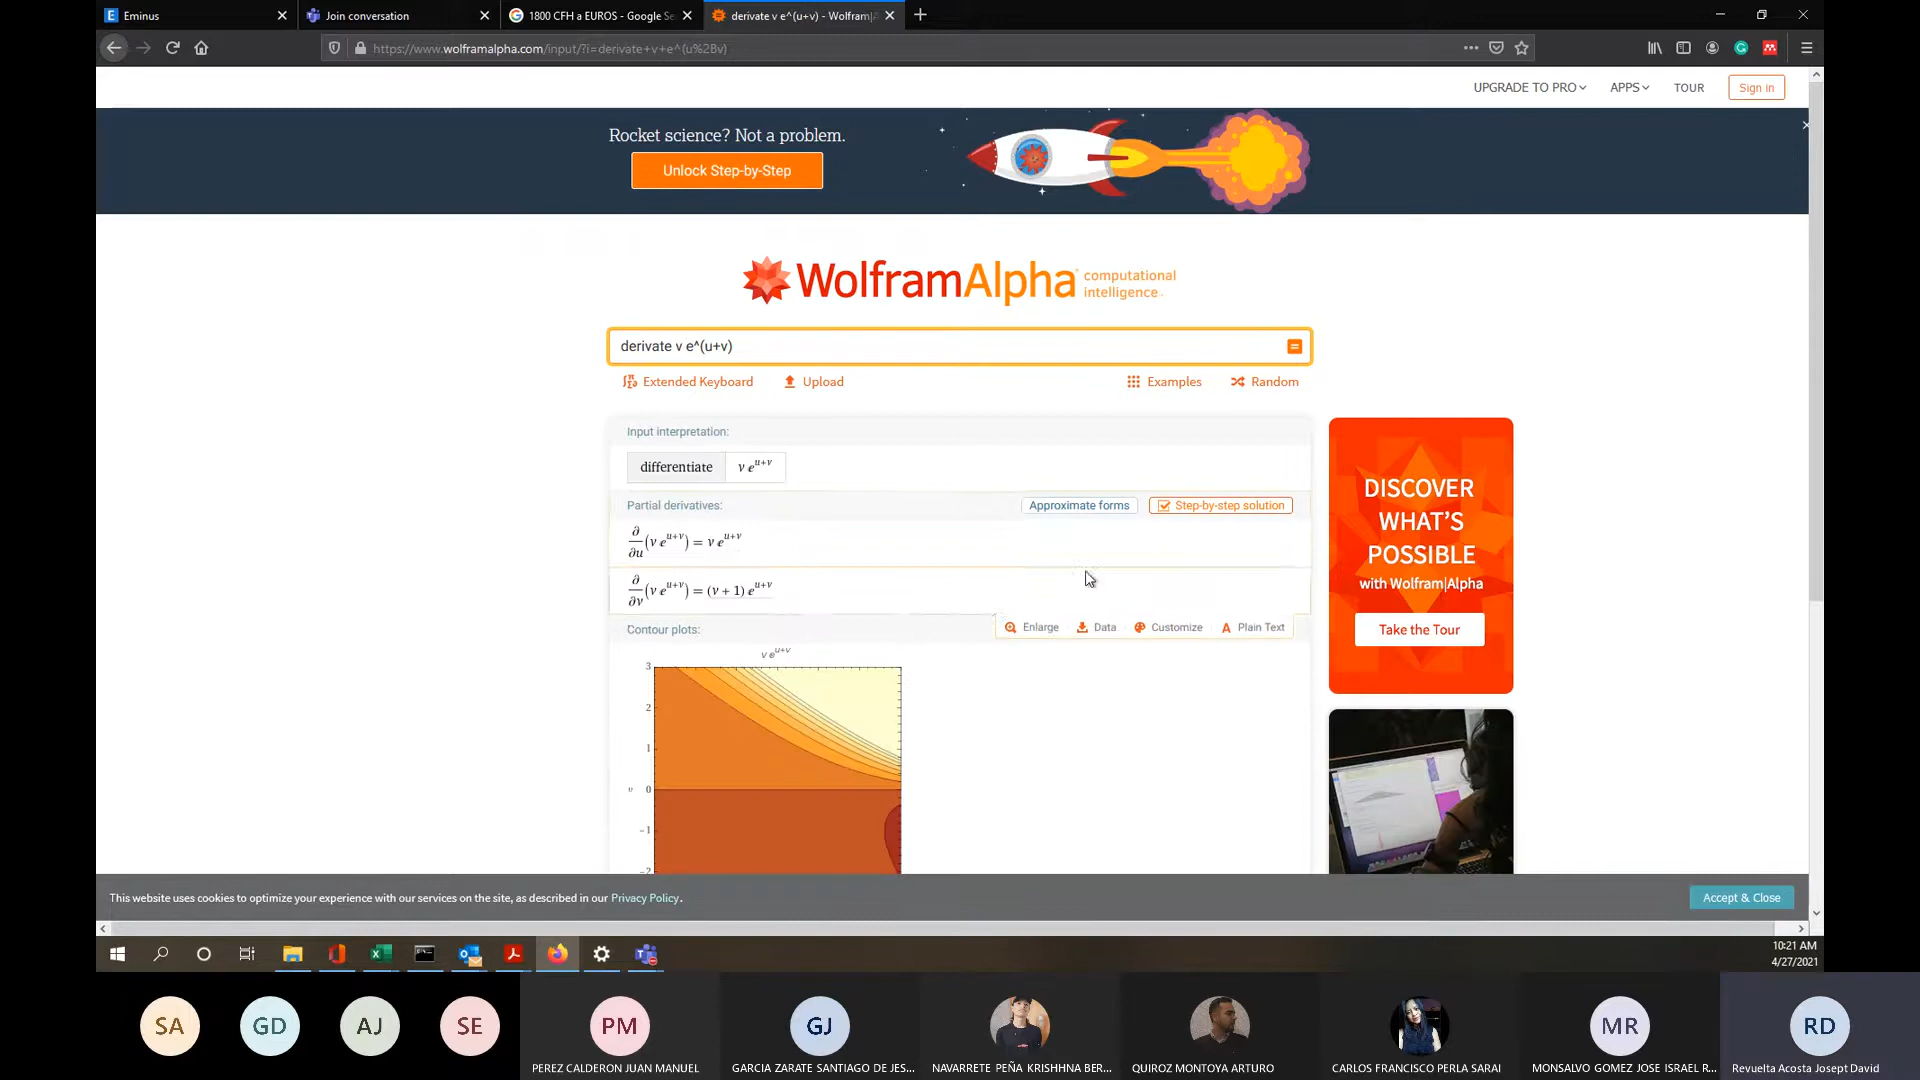 Eminus
Join conversation
1800 CFH a EUROS - Google Se
derivate v e^(u+v) - Wolfram|A
https://www.wolframalpha.com/input/?i=derivate+v+e^(u%2Bv)
UPGRADE TO PRO
APPS
TOUR
Sign in
Rocket science? Not a problem.
Unlock Step-by-Step
WolframAlpha computational intelligence
derivate v e^(u+v)
Extended Keyboard
Upload
Examples
Random
Input interpretation:
differentiate v e^(u+v)
Partial derivatives:
Approximate forms
Step-by-step solution
∂/∂u(v e^(u+v)) = v e^(u+v)
∂/∂v(v e^(u+v)) = (v + 1) e^(u+v)
Enlarge
Data
Customize
Plain Text
Contour plots:
v e^(u+v)
3
2
1
v 0
-1
-2
DISCOVER
WHAT'S
POSSIBLE
with Wolfram|Alpha
Take the Tour
This website uses cookies to optimize your experience with our services on the site, as described in our Privacy Policy.
Accept & Close
10:21 AM
4/27/2021
SA
GD
AJ
SE
PM
GJ
MR
RD
PEREZ CALDERON JUAN MANUEL
GARCIA ZARATE SANTIAGO DE JES...
NAVARRETE PEÑA KRISHHNA BER...
QUIROZ MONTOYA ARTURO
CARLOS FRANCISCO PERLA SARAI
MONSALVO GOMEZ JOSE ISRAEL R...
Revuelta Acosta Josept David